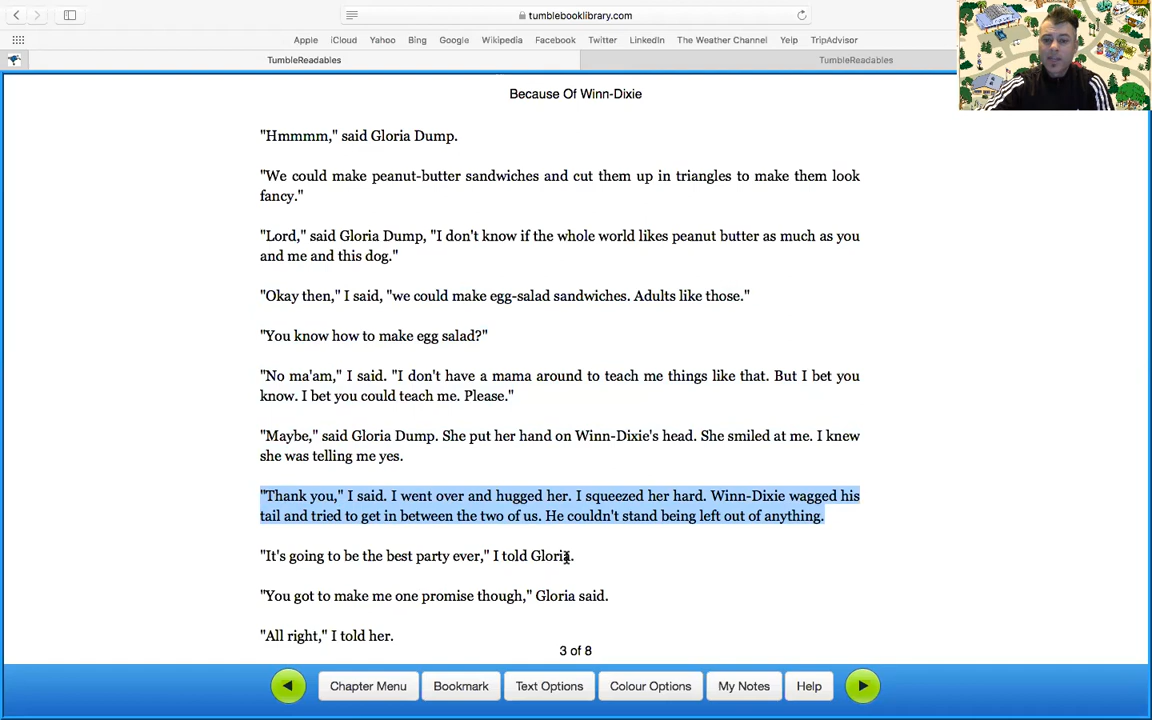 tumblebooklibrary.com
Apple iCloud Yahoo Bing Google Wikipedia Facebook Twitter LinkedIn The Weather Channel Yelp TripAdvisor
TumbleReadables TumbleReadables
Because Of Winn-Dixie
"Hmmmm," said Gloria Dump.
"We could make peanut-butter sandwiches and cut them up in triangles to make them look
fancy."
"Lord," said Gloria Dump, "I don't know if the whole world likes peanut butter as much as you
and me and this dog."
"Okay then," I said, "we could make egg-salad sandwiches. Adults like those."
"You know how to make egg salad?"
"No ma'am," I said. "I don't have a mama around to teach me things like that. But I bet you
know. I bet you could teach me. Please."
"Maybe," said Gloria Dump. She put her hand on Winn-Dixie's head. She smiled at me. I knew
she was telling me yes.
"Thank you," I said. I went over and hugged her. I squeezed her hard. Winn-Dixie wagged his
tail and tried to get in between the two of us. He couldn't stand being left out of anything.
"It's going to be the best party ever," I told Gloria.
"You got to make me one promise though," Gloria said.
"All right," I told her.
3 of 8
Chapter Menu Bookmark Text Options Colour Options My Notes Help